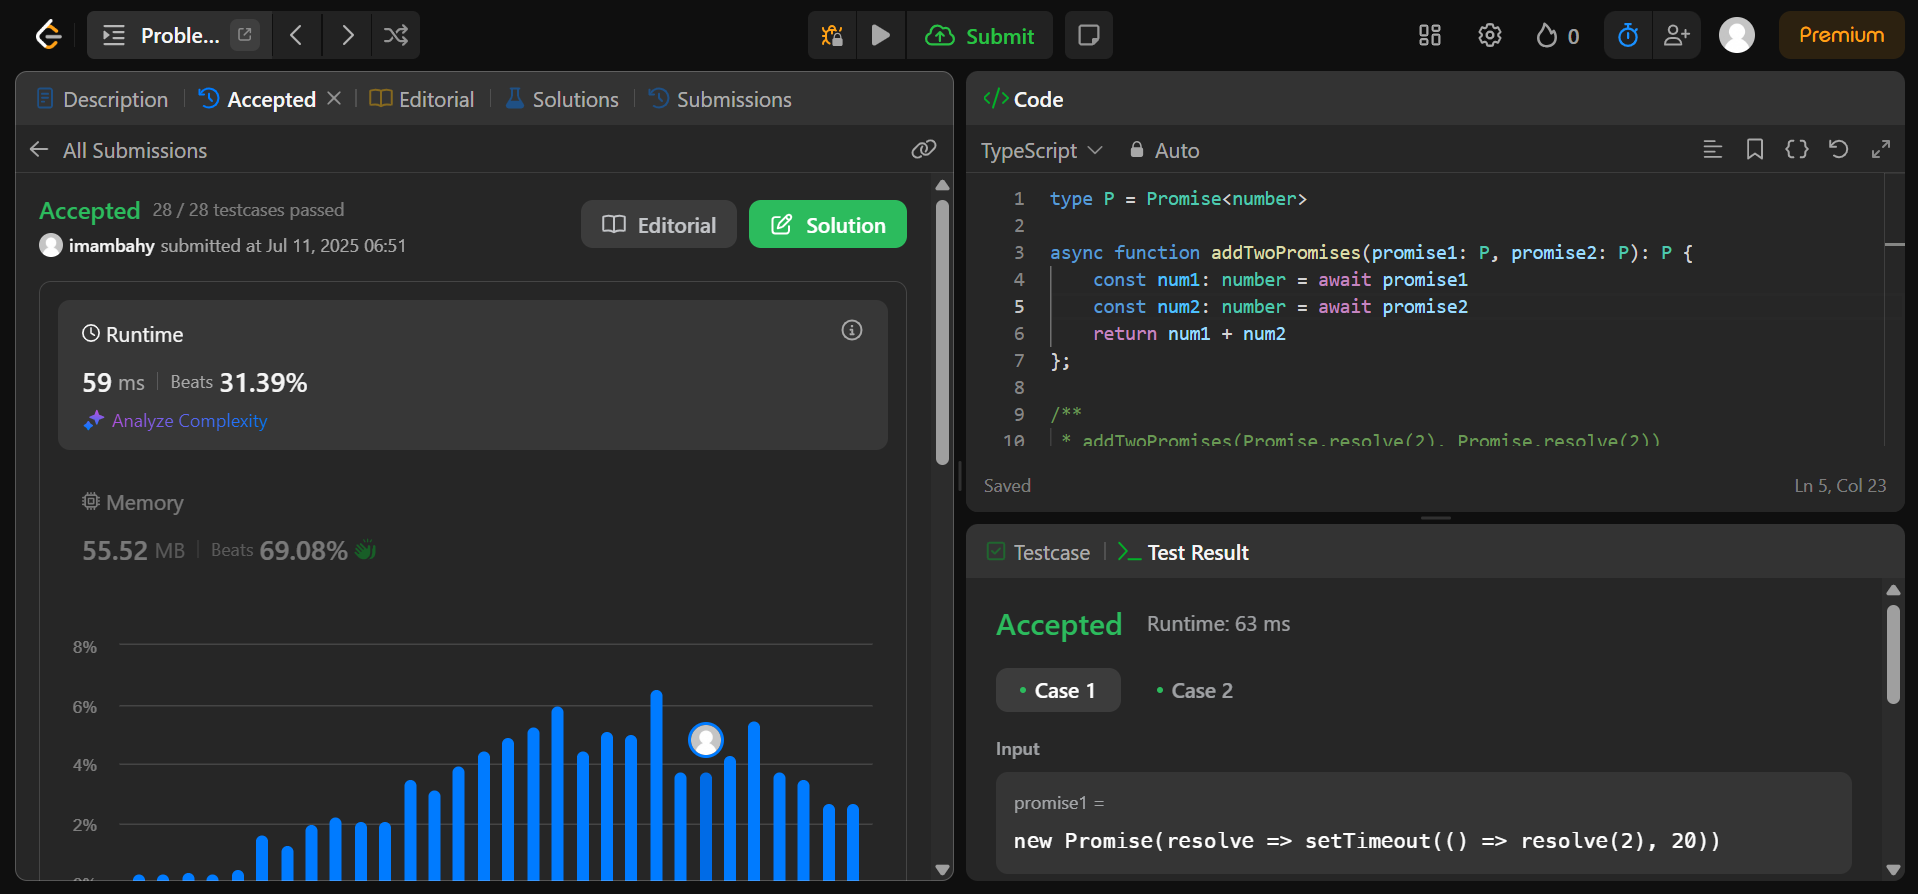 Proble...
Submit
0
Premium
Description
Accepted
Editorial
Solutions
Submissions
All Submissions
Accepted 28 / 28 testcases passed
imambahy submitted at Jul 11, 2025 06:51
Editorial
Solution
Runtime
59 ms Beats 31.39%
Analyze Complexity
Memory
55.52 MB Beats 69.08%
8%
6%
4%
2%
</> Code
TypeScript
Auto
1 type P = Promise<number>
2
3 async function addTwoPromises(promise1: P, promise2: P): P {
4 const num1: number = await promise1
5 const num2: number = await promise2
6 return num1 + num2
7 };
8
9 /**
10 * addTwoPromises(Promise.resolve(2), Promise.resolve(2))
Saved
Ln 5, Col 23
Testcase
Test Result
Accepted Runtime: 63 ms
• Case 1
• Case 2
Input
promise1 =
new Promise(resolve => setTimeout(() => resolve(2), 20))